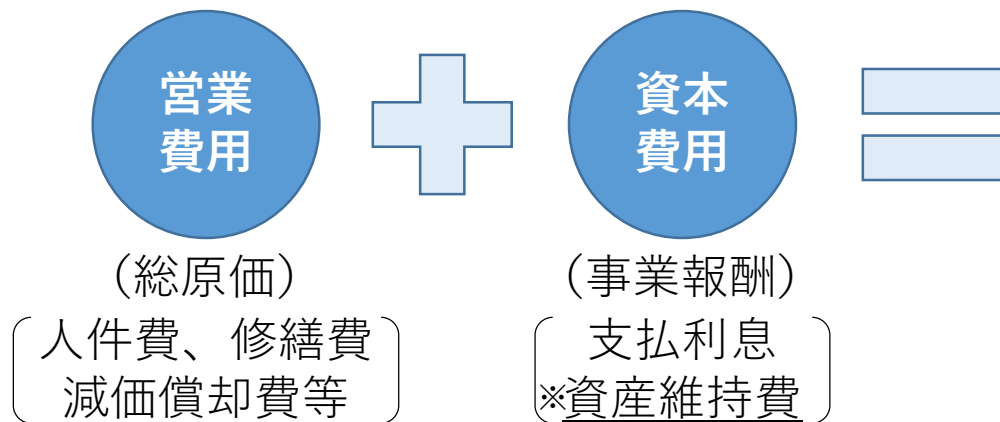 営業
費用
資本
費用
(総原価)
(事業報酬)
人件費、修繕費
減価償却費等
支払利息
※資産維持費